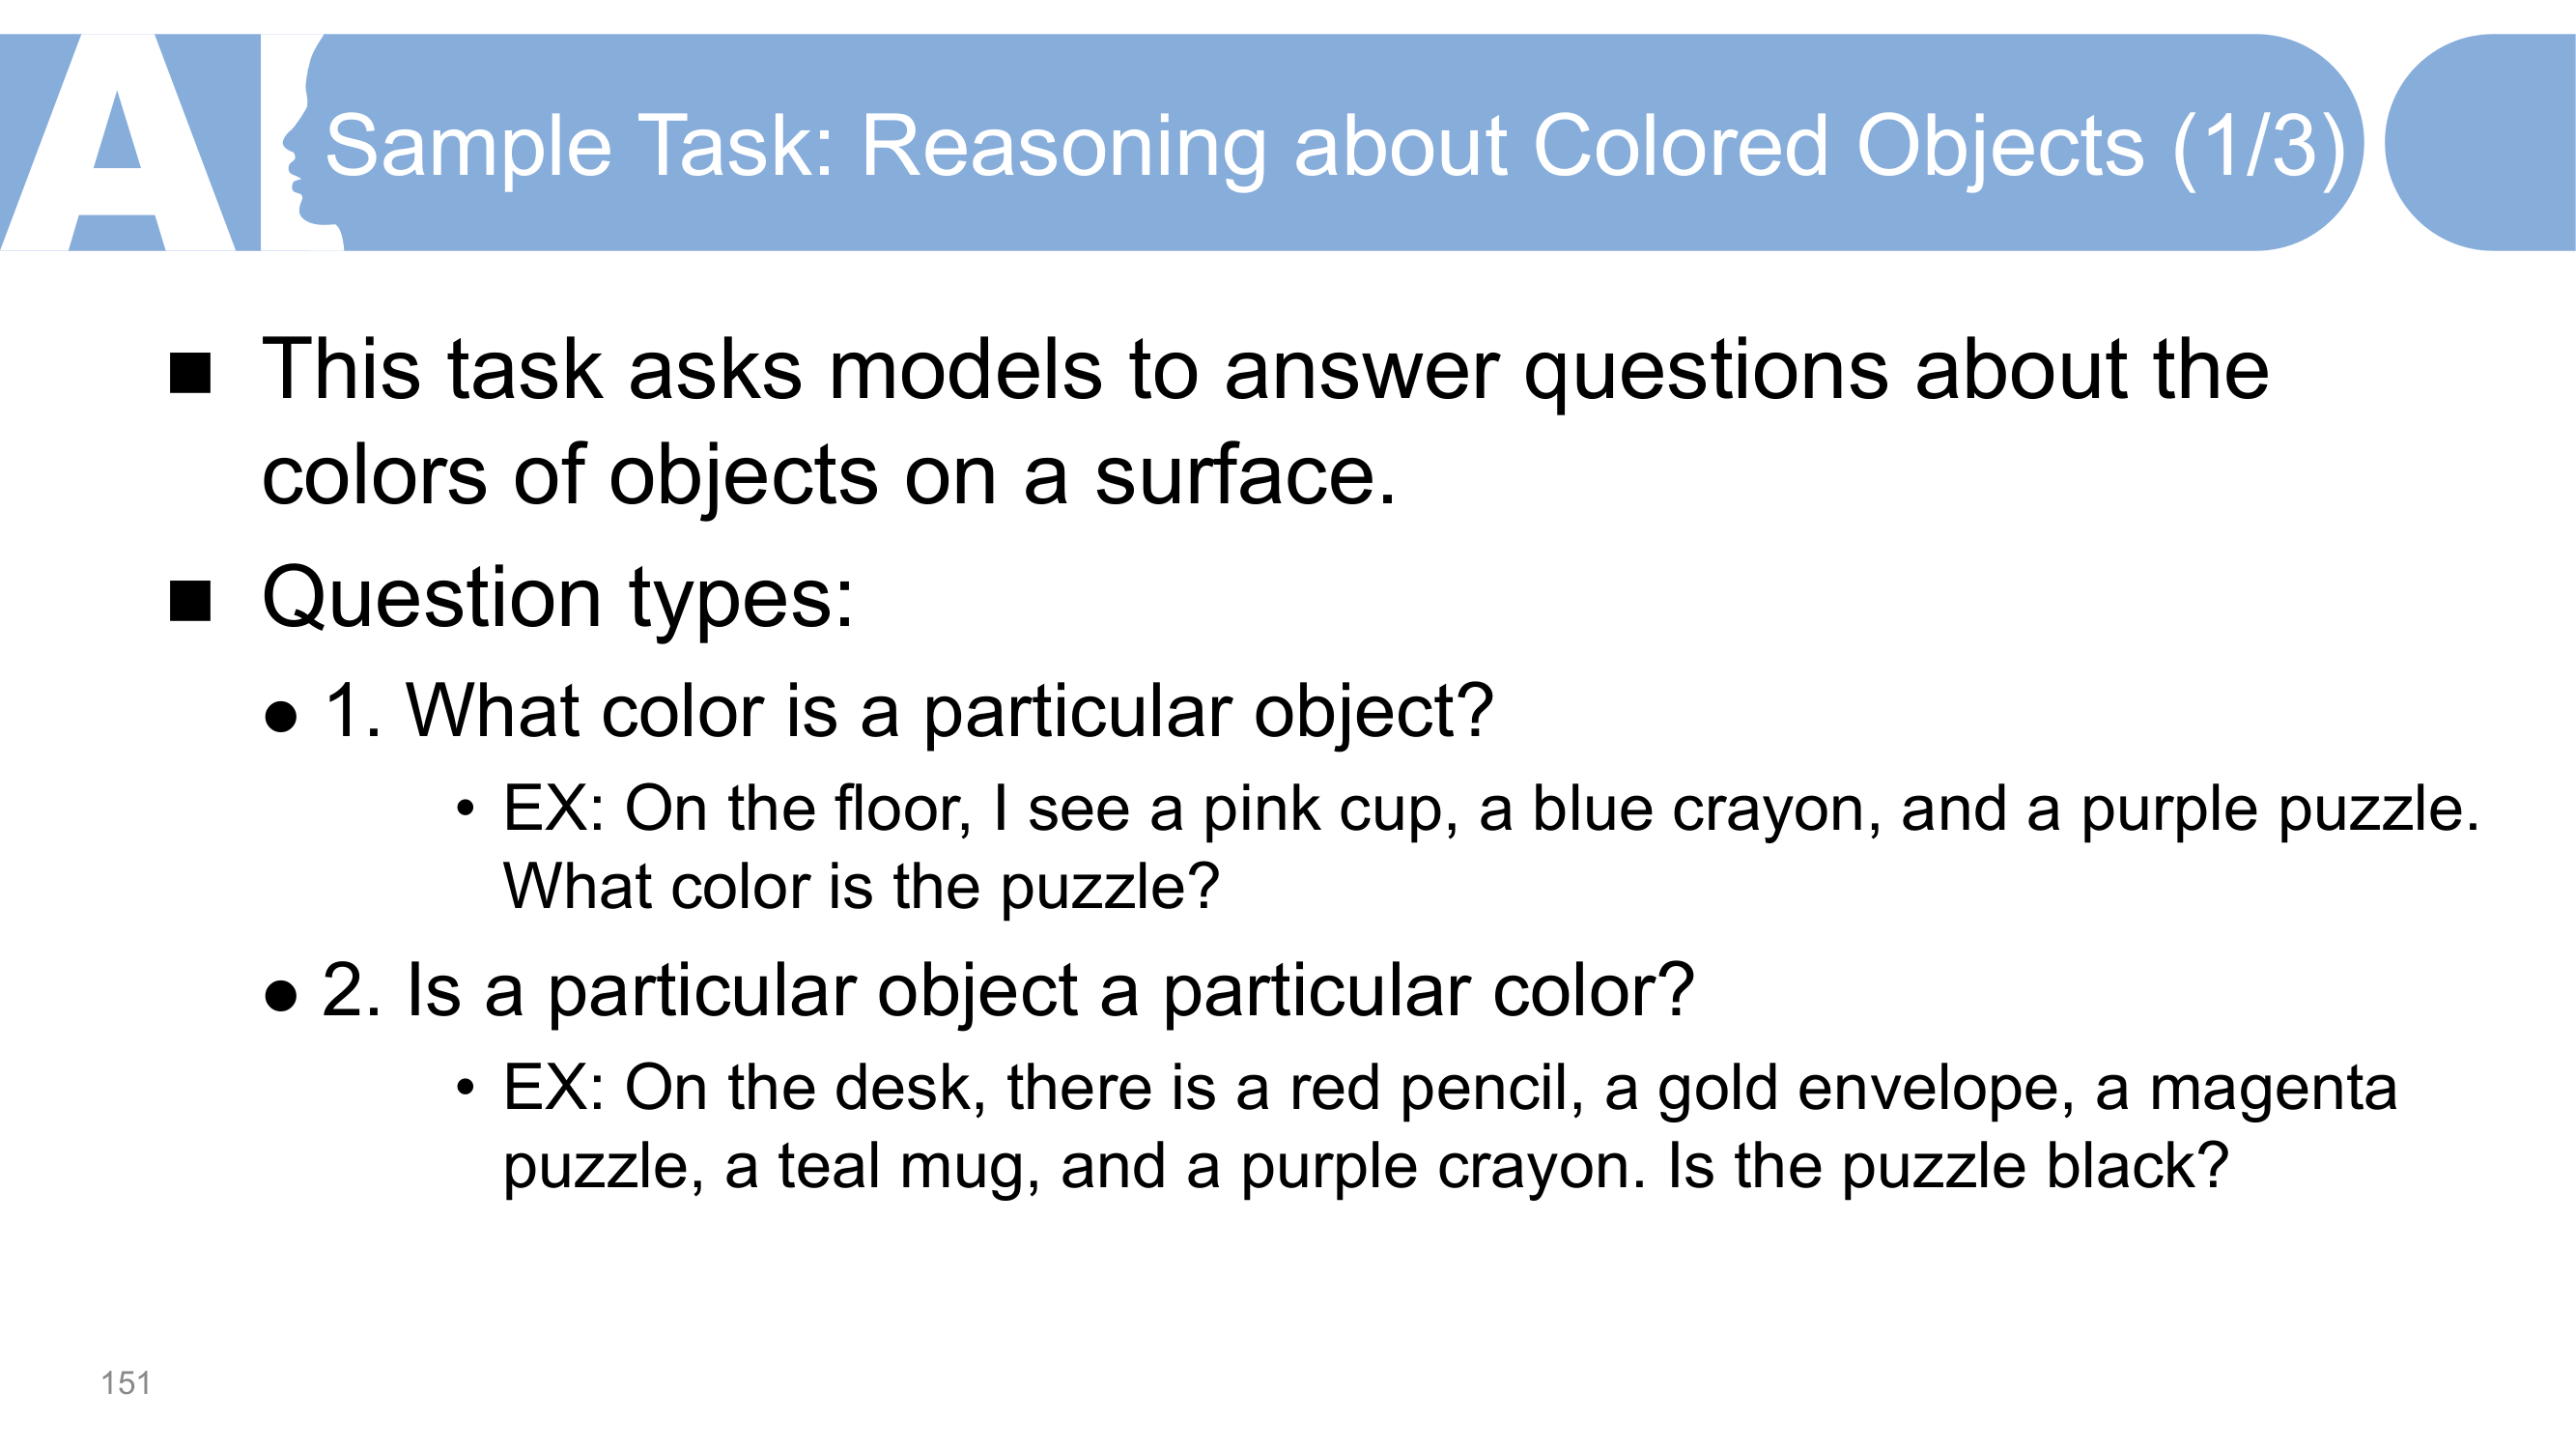 AI
Sample Task: Reasoning about Colored Objects (1/3)
■ This task asks models to answer questions about the
colors of objects on a surface.
■ Question types:
● 1. What color is a particular object?
• EX: On the floor, I see a pink cup, a blue crayon, and a purple puzzle.
What color is the puzzle?
● 2. Is a particular object a particular color?
• EX: On the desk, there is a red pencil, a gold envelope, a magenta
puzzle, a teal mug, and a purple crayon. Is the puzzle black?
151